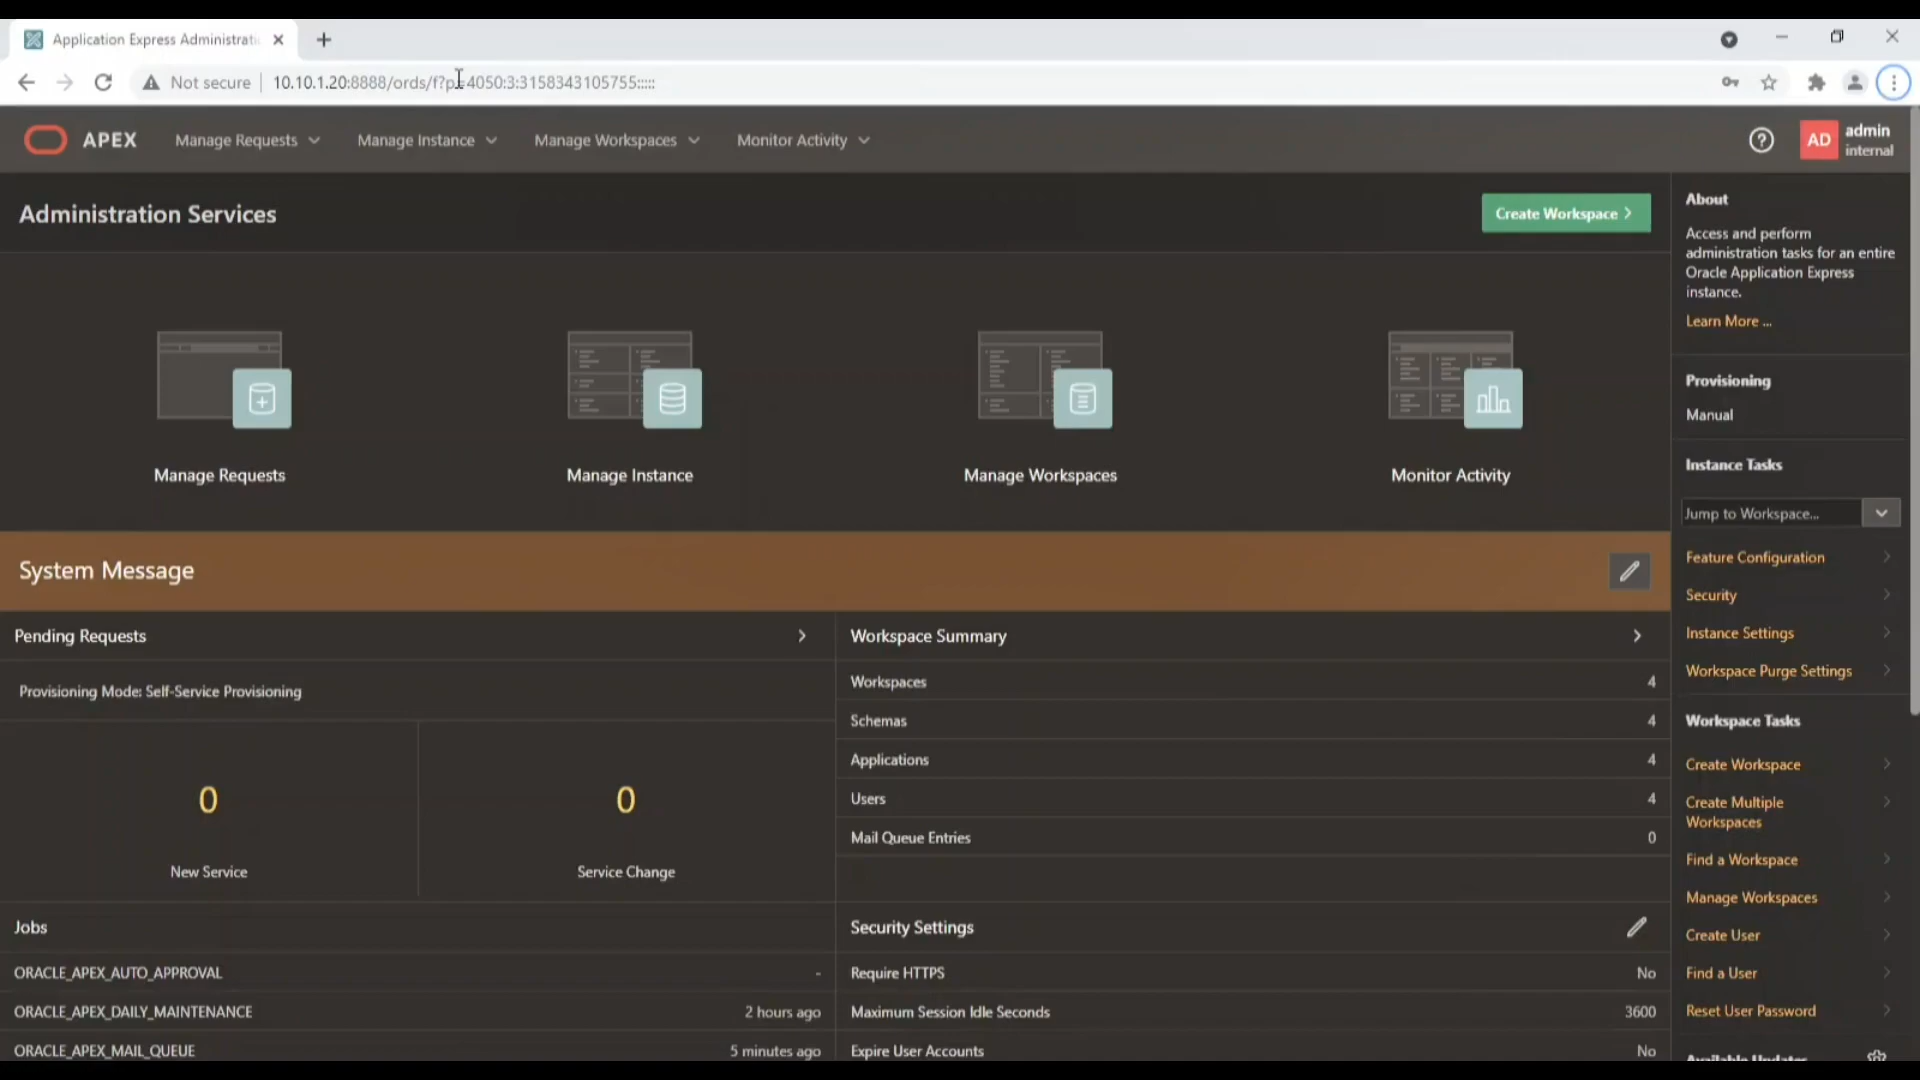 Application Express Administrati
Not secure
10.10.1.20:8888/ords/f?p=4050:3:3158343105755:::::
APEX
Manage Requests
Manage Instance
Manage Workspaces
Monitor Activity
AD
admin
internal
Administration Services
Create Workspace
Manage Requests
Manage Instance
Manage Workspaces
Monitor Activity
System Message
Pending Requests
Provisioning Mode: Self-Service Provisioning
0
New Service
0
Service Change
Workspace Summary
Workspaces 4
Schemas 4
Applications 4
Users 4
Mail Queue Entries 0
Jobs
ORACLE_APEX_AUTO_APPROVAL -
ORACLE_APEX_DAILY_MAINTENANCE 2 hours ago
ORACLE_APEX_MAIL_QUEUE 5 minutes ago
Security Settings
Require HTTPS No
Maximum Session Idle Seconds 3600
Expire User Accounts No
About
Access and perform
administration tasks for an entire
Oracle Application Express
instance.
Learn More ...
Provisioning
Manual
Instance Tasks
Jump to Workspace...
Feature Configuration
Security
Instance Settings
Workspace Purge Settings
Workspace Tasks
Create Workspace
Create Multiple
Workspaces
Find a Workspace
Manage Workspaces
Create User
Find a User
Reset User Password
Available Updates